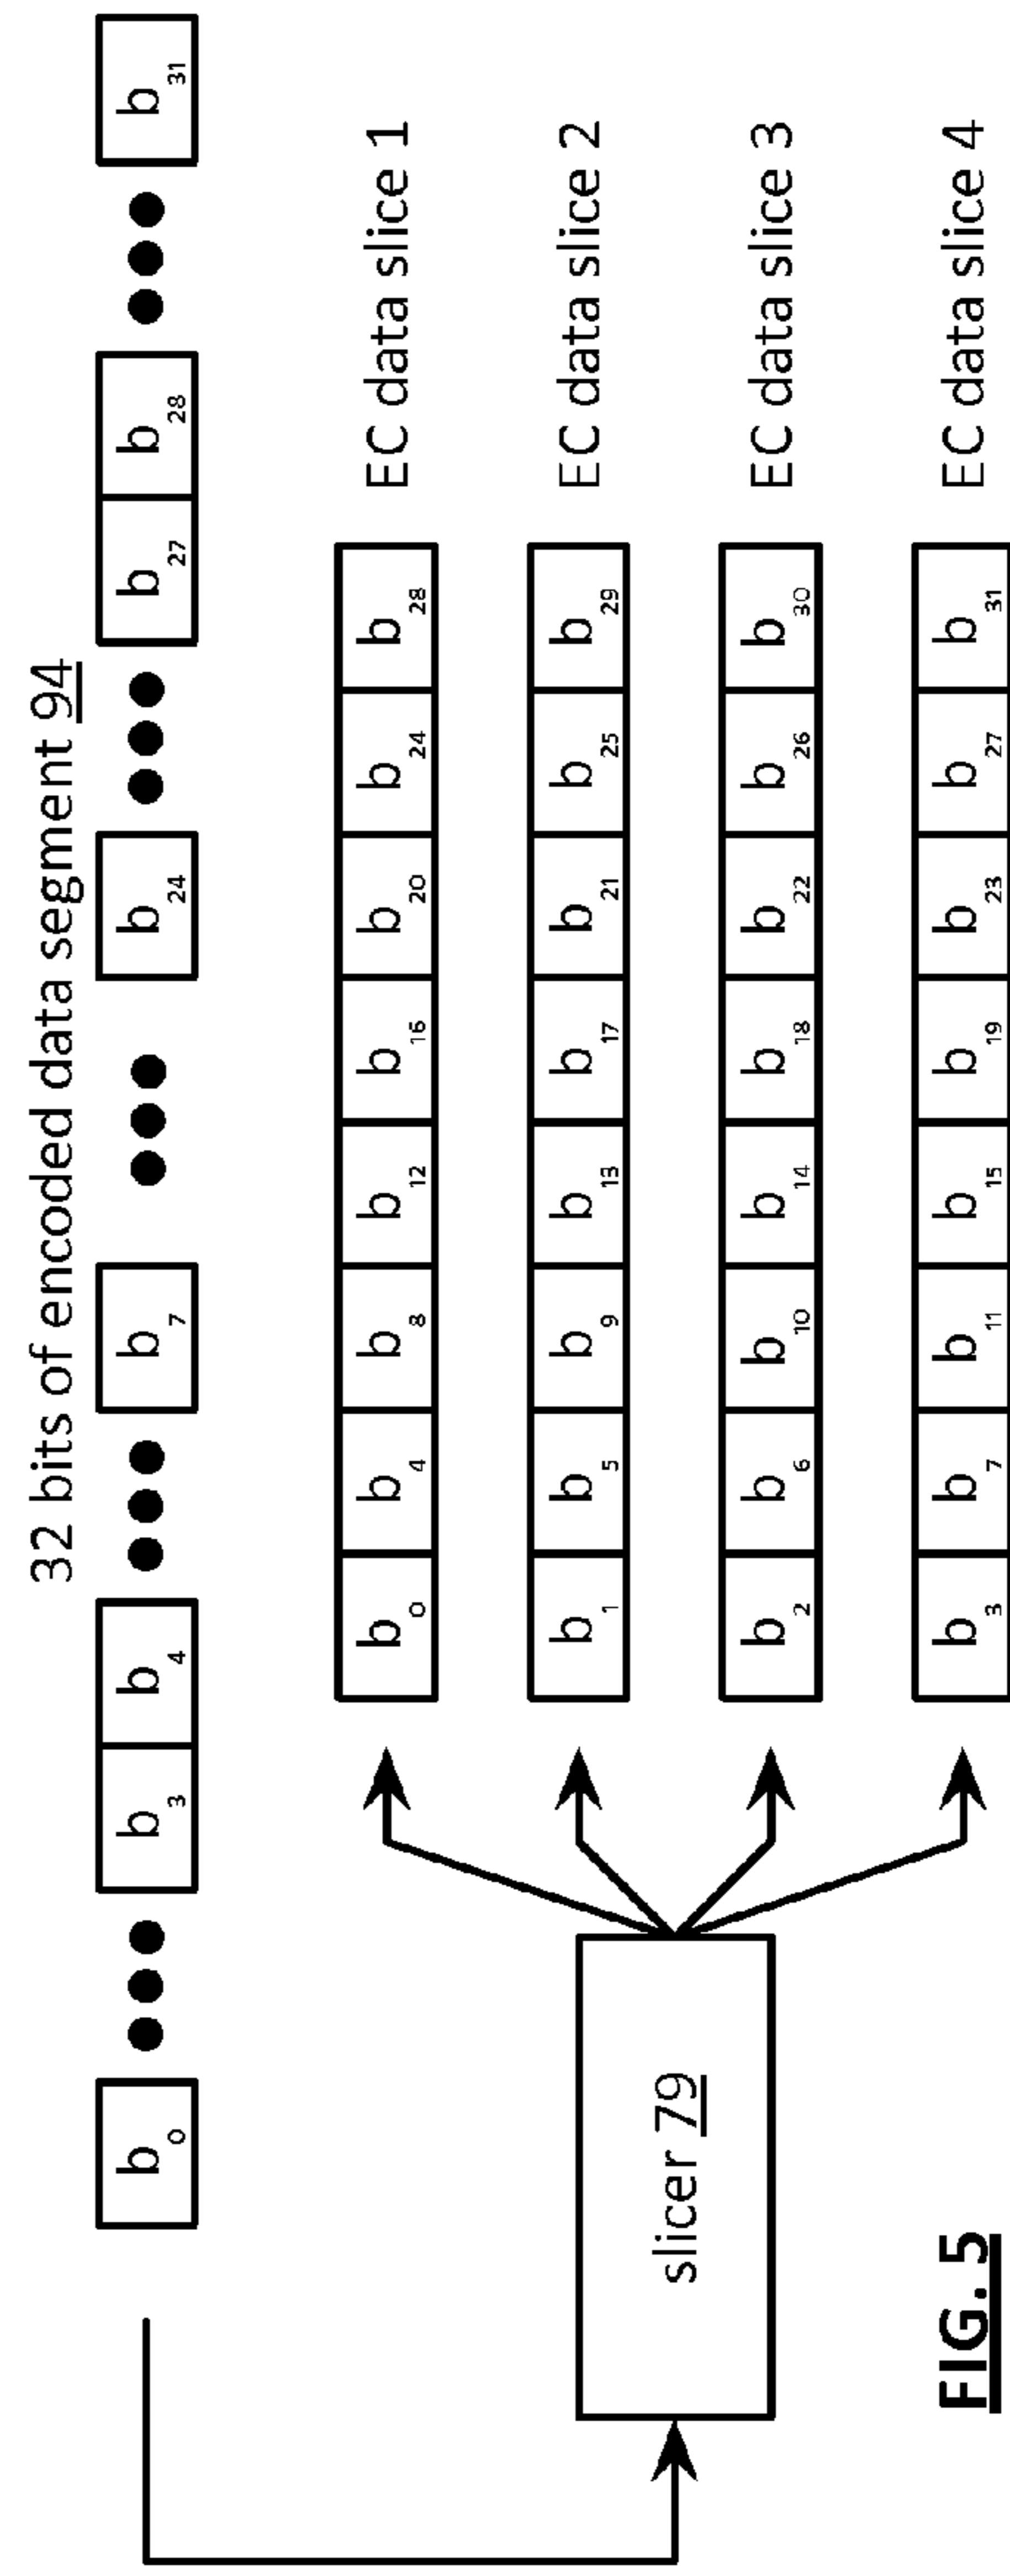 32 bits of encoded data segment 94
b0 ●●● b3 b4 ●●● b7 ●●● b24 ●●● b27 b28 ●●● b31
b0 b4 b8 b12 b16 b20 b24 b28 EC data slice 1
b1 b5 b9 b13 b17 b21 b25 b29 EC data slice 2
slicer 79
b2 b6 b10 b14 b18 b22 b26 b30 EC data slice 3
b3 b7 b11 b15 b19 b23 b27 b31 EC data slice 4
FIG. 5